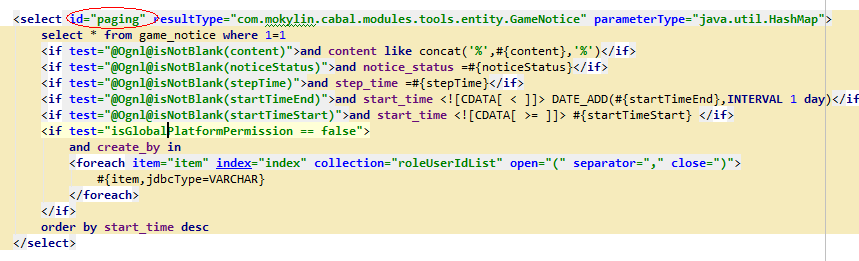 <select id="paging" resultType="com.mokylin.cabal.modules.tools.entity.GameNotice" parameterType="java.util.HashMap">
select * from game_notice where 1=1
<if test="@Ognl@isNotBlank(content)">and content like concat('%',#{content},'%')</if>
<if test="@Ognl@isNotBlank(noticeStatus)">and notice_status =#{noticeStatus}</if>
<if test="@Ognl@isNotBlank(stepTime)">and step_time =#{stepTime}</if>
<if test="@Ognl@isNotBlank(startTimeEnd)">and start_time <![CDATA[ < ]]> DATE_ADD(#{startTimeEnd},INTERVAL 1 day)</if
<if test="@Ognl@isNotBlank(startTimeStart)">and start_time <![CDATA[ >= ]]> #{startTimeStart} </if>
<if test="isGlobalPlatformPermission == false">
and create_by in
<foreach item="item" index="index" collection="roleUserIdList" open="(" separator="," close=")">
#{item,jdbcType=VARCHAR}
</foreach>
</if>
order by start_time desc
</select>